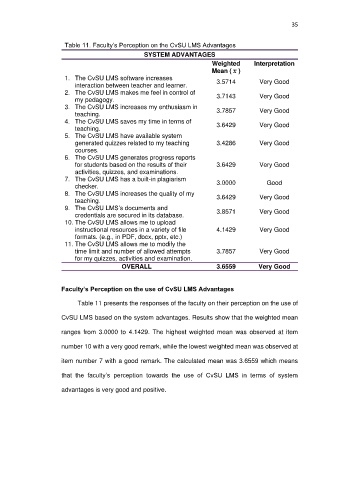 35
Table 11. Faculty's Perception on the CvSU LMS Advantages
SYSTEM ADVANTAGES
Weighted Mean (x̄) Interpretation
1. The CvSU LMS software increases
interaction between teacher and learner. 3.5714 Very Good
2. The CvSU LMS makes me feel in control of
my pedagogy. 3.7143 Very Good
3. The CvSU LMS increases my enthusiasm in
teaching. 3.7857 Very Good
4. The CvSU LMS saves my time in terms of
teaching. 3.6429 Very Good
5. The CvSU LMS have available system
generated quizzes related to my teaching 3.4286 Very Good
courses.
6. The CvSU LMS generates progress reports
for students based on the results of their 3.6429 Very Good
activities, quizzes, and examinations.
7. The CvSU LMS has a built-in plagiarism
checker. 3.0000 Good
8. The CvSU LMS increases the quality of my
teaching. 3.6429 Very Good
9. The CvSU LMS's documents and
credentials are secured in its database. 3.8571 Very Good
10. The CvSU LMS allows me to upload
instructional resources in a variety of file 4.1429 Very Good
formats. (e.g., in PDF, docx, pptx, etc.)
11. The CvSU LMS allows me to modify the
time limit and number of allowed attempts 3.7857 Very Good
for my quizzes, activities and examination.
OVERALL 3.6559 Very Good
Faculty's Perception on the use of CvSU LMS Advantages
Table 11 presents the responses of the faculty on their perception on the use of
CvSU LMS based on the system advantages. Results show that the weighted mean
ranges from 3.0000 to 4.1429. The highest weighted mean was observed at item
number 10 with a very good remark, while the lowest weighted mean was observed at
item number 7 with a good remark. The calculated mean was 3.6559 which means
that the faculty's perception towards the use of CvSU LMS in terms of system
advantages is very good and positive.